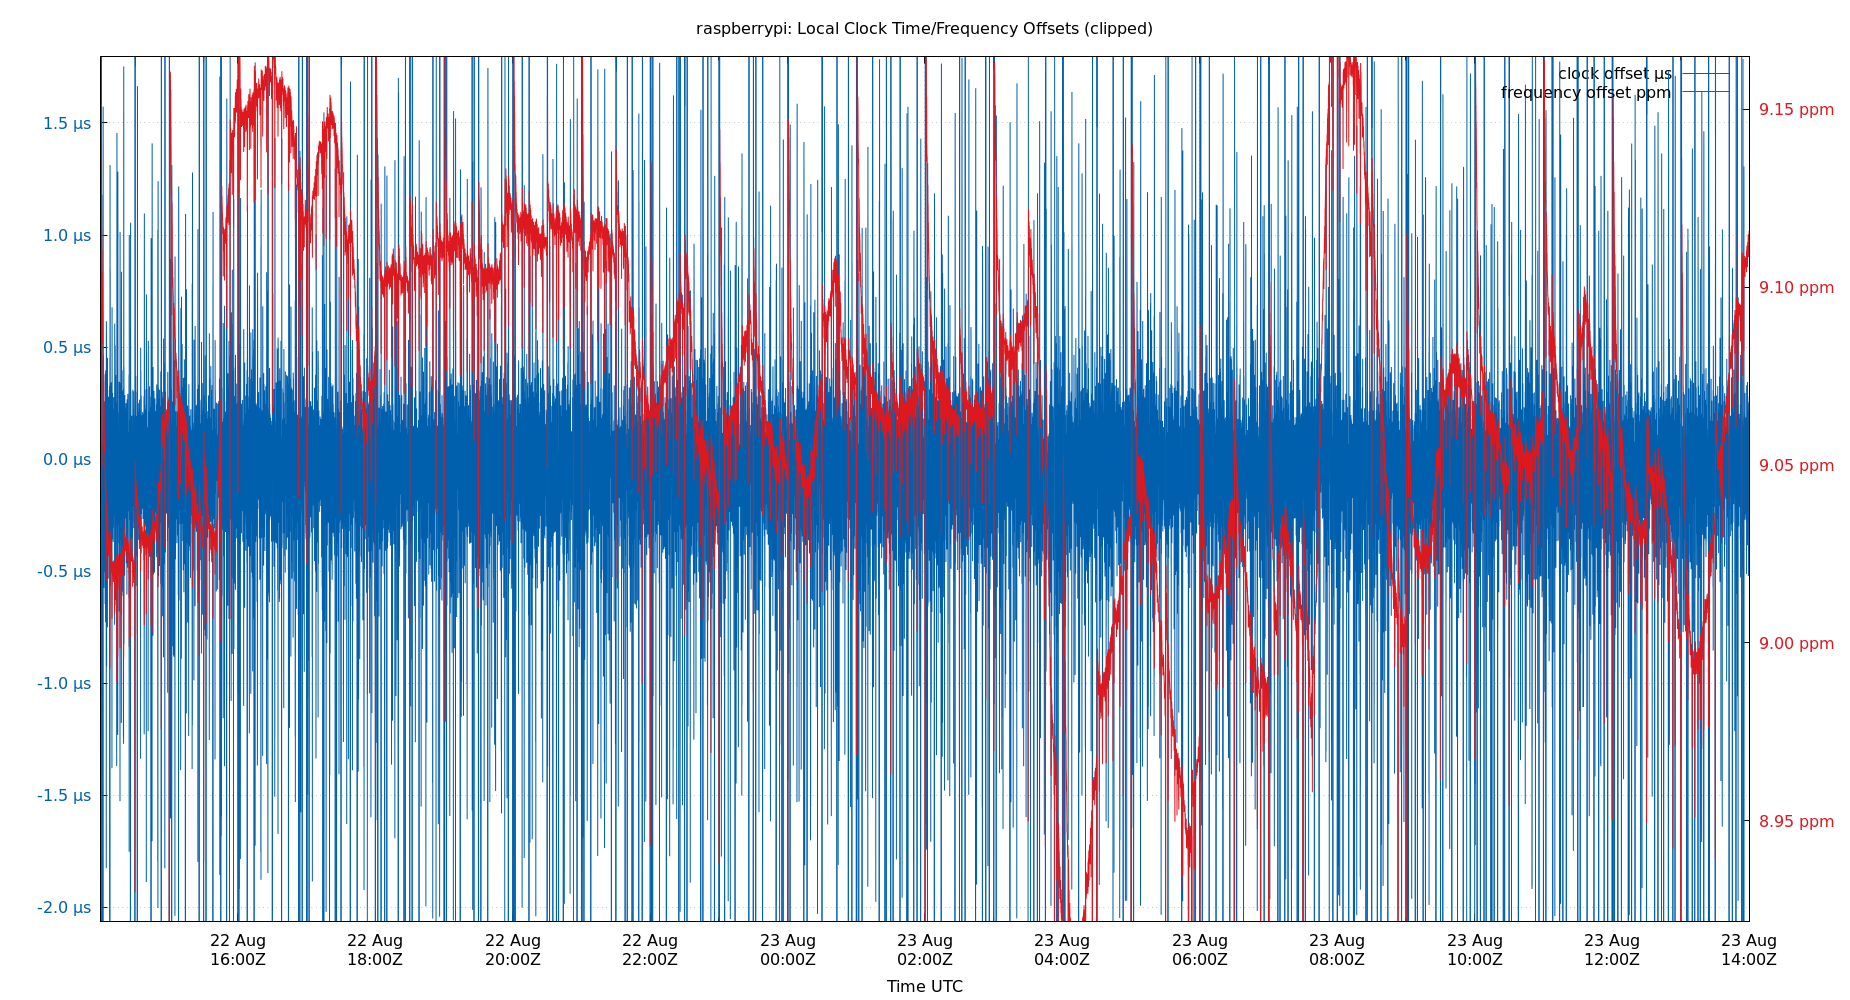 raspberrypi: Local Clock Time/Frequency Offsets (clipped)
clock offset µs
frequency offset ppm
1.5 µs
1.0 µs
0.5 µs
0.0 µs
-0.5 µs
-1.0 µs
-1.5 µs
-2.0 µs
9.15 ppm
9.10 ppm
9.05 ppm
9.00 ppm
8.95 ppm
22 Aug 22 Aug 22 Aug 22 Aug 23 Aug 23 Aug 23 Aug 23 Aug 23 Aug 23 Aug 23 Aug 23 Aug
16:00Z 18:00Z 20:00Z 22:00Z 00:00Z 02:00Z 04:00Z 06:00Z 08:00Z 10:00Z 12:00Z 14:00Z
Time UTC